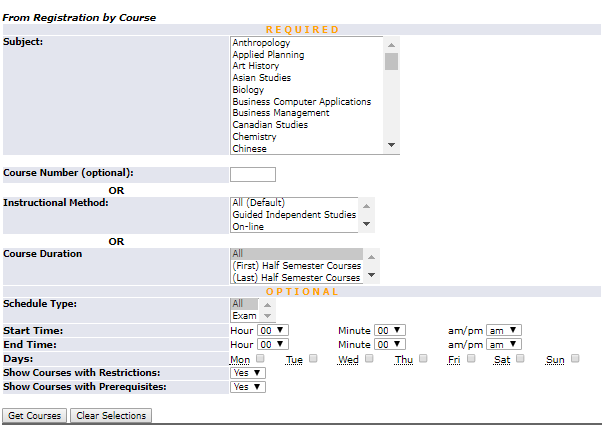 From Registration by Course
REQUIRED
Subject:
Anthropology
Applied Planning
Art History
Asian Studies
Biology
Business Computer Applications
Business Management
Canadian Studies
Chemistry
Chinese
Course Number (optional):
OR
Instructional Method:
All (Default)
Guided Independent Studies
On-line
OR
Course Duration
All
(First) Half Semester Courses
(Last) Half Semester Courses
OPTIONAL
Schedule Type:
All
Exam
Start Time: Hour 00 Minute 00 am/pm am
End Time: Hour 00 Minute 00 am/pm am
Days: Mon Tue Wed Thu Fri Sat Sun
Show Courses with Restrictions: Yes
Show Courses with Prerequisites: Yes
Get Courses Clear Selections